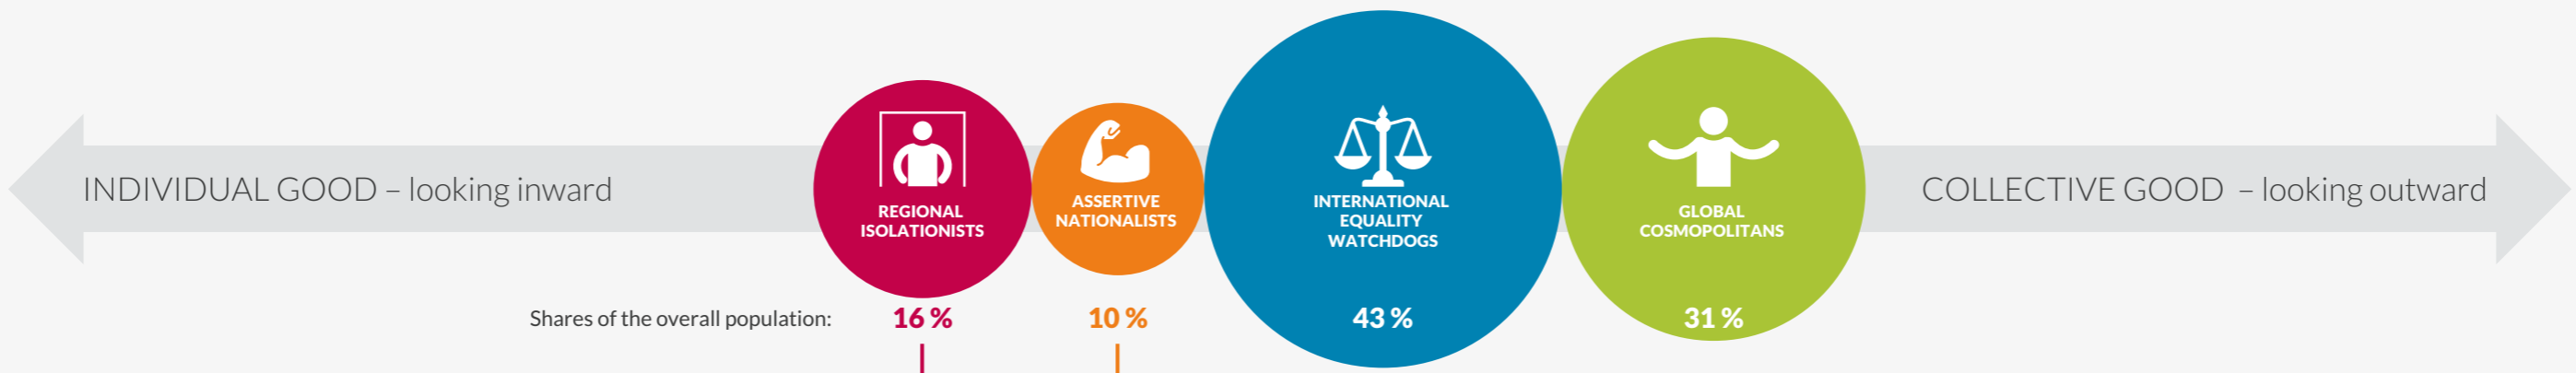 INDIVIDUAL GOOD – looking inward
REGIONAL
ISOLATIONISTS
ASSERTIVE
NATIONALISTS
INTERNATIONAL
EQUALITY
WATCHDOGS
GLOBAL
COSMOPOLITANS
COLLECTIVE GOOD – looking outward
Shares of the overall population:
16 %
10 %
43 %
31 %